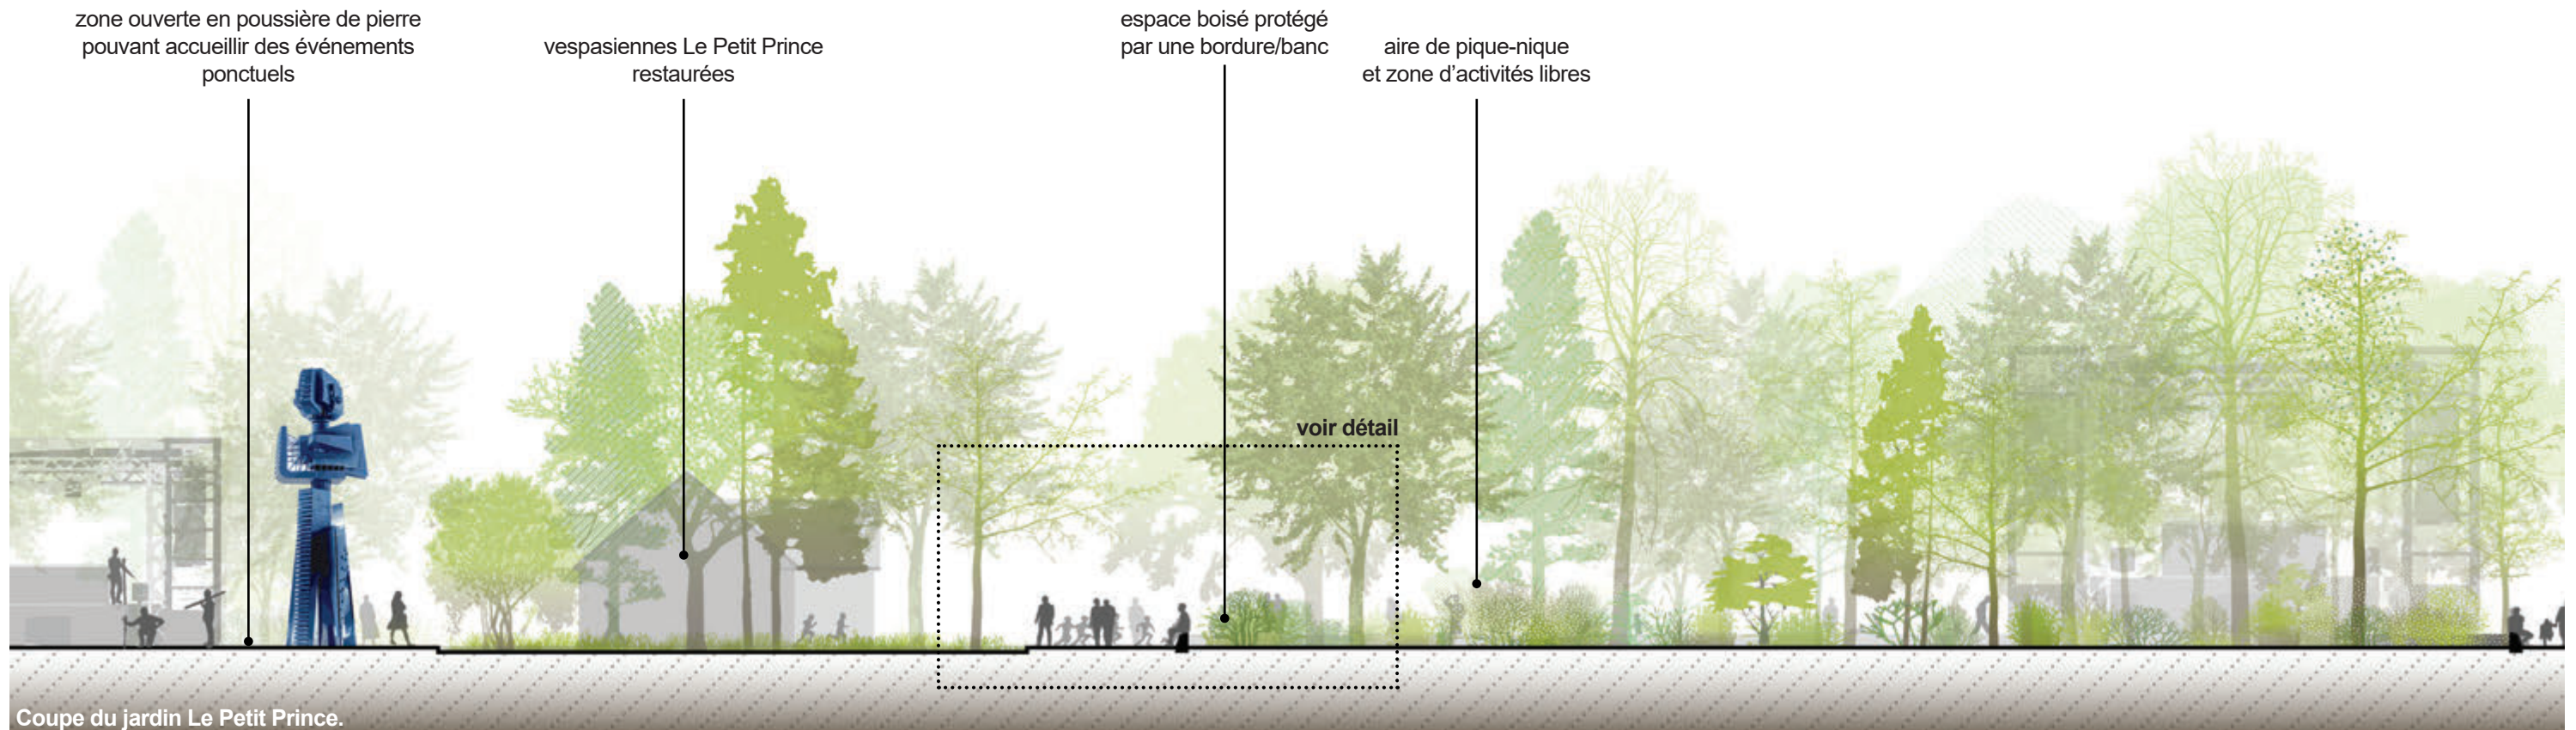 zone ouverte en poussière de pierre
pouvant accueillir des événements
ponctuels
vespasiennes Le Petit Prince
restaurées
espace boisé protégé
par une bordure/banc
aire de pique-nique
et zone d’activités libres
voir détail
Coupe du jardin Le Petit Prince.